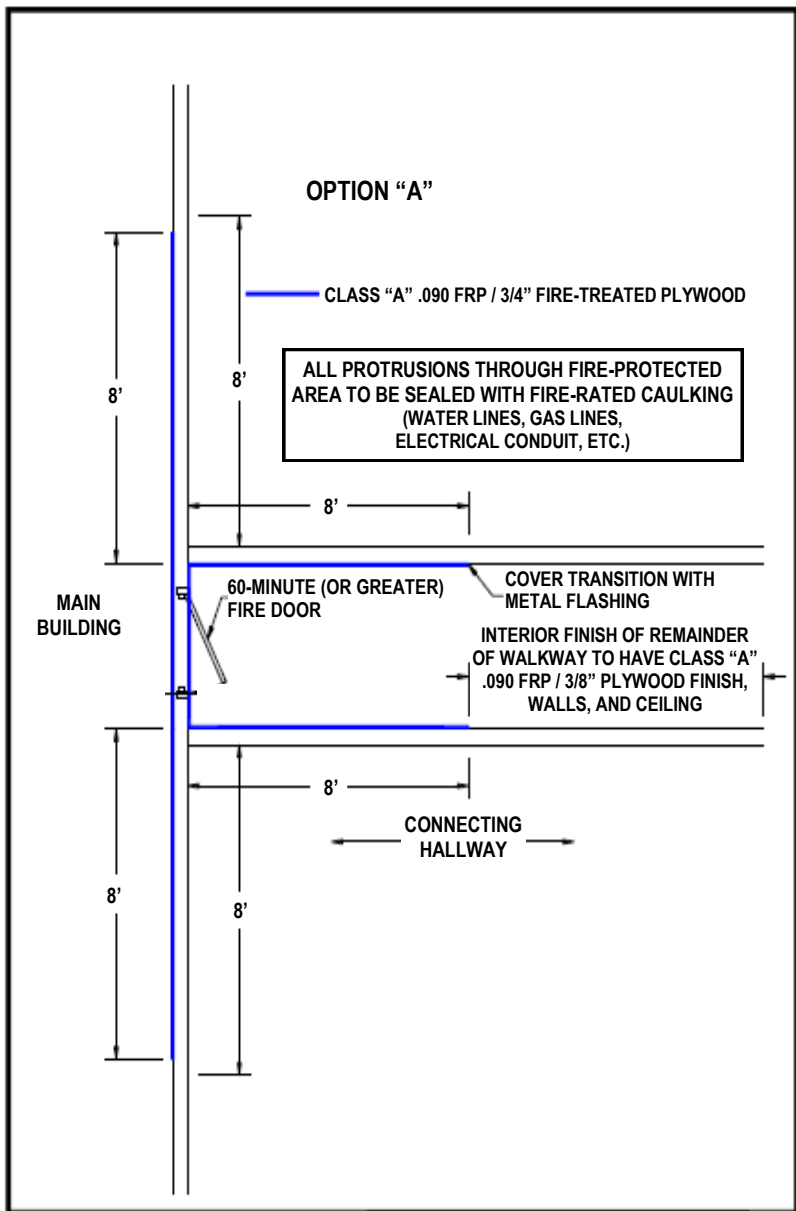 OPTION “A”
CLASS “A” .090 FRP / 3/4” FIRE-TREATED PLYWOOD
8’
8’
ALL PROTRUSIONS THROUGH FIRE-PROTECTED
AREA TO BE SEALED WITH FIRE-RATED CAULKING
(WATER LINES, GAS LINES,
ELECTRICAL CONDUIT, ETC.)
8’
MAIN
BUILDING
60-MINUTE (OR GREATER)
FIRE DOOR
COVER TRANSITION WITH
METAL FLASHING
INTERIOR FINISH OF REMAINDER
OF WALKWAY TO HAVE CLASS “A”
.090 FRP / 3/8” PLYWOOD FINISH,
WALLS, AND CEILING
8’
CONNECTING
HALLWAY
8’
8’